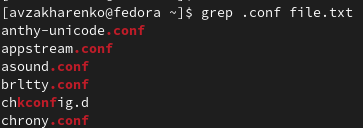 [avzakharenko@fedora ~]$ grep .conf file.txt
anthy-unicode.conf
appstream.conf
asound.conf
brltty.conf
chkconfig.d
chrony.conf